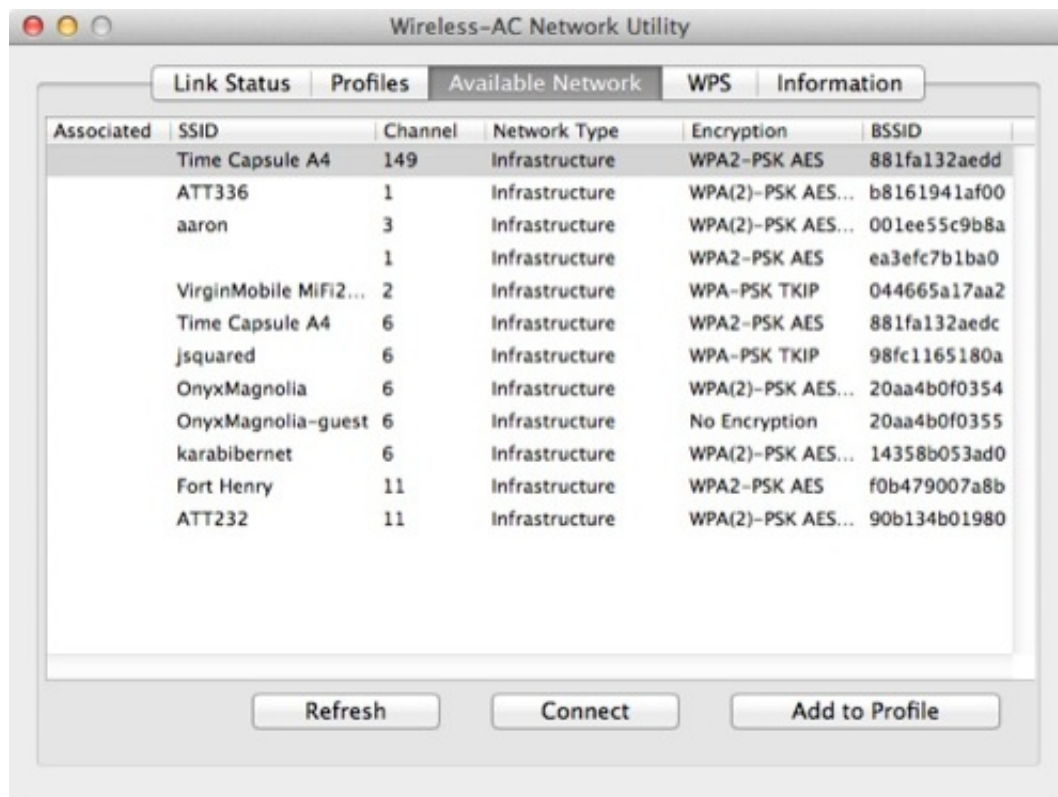 Wireless-AC Network Utility
Link Status Profiles Available Network WPS Information
Associated SSID Channel Network Type Encryption BSSID
Time Capsule A4 149 Infrastructure WPA2-PSK AES 881fa132aedd
ATT336 1 Infrastructure WPA(2)-PSK AES... b8161941af00
aaron 3 Infrastructure WPA(2)-PSK AES... 001ee55c9b8a
1 Infrastructure WPA2-PSK AES ea3efc7b1ba0
VirginMobile MiFi2... 2 Infrastructure WPA-PSK TKIP 044665a17aa2
Time Capsule A4 6 Infrastructure WPA2-PSK AES 881fa132aedc
jsquared 6 Infrastructure WPA-PSK TKIP 98fc1165180a
OnyxMagnolia 6 Infrastructure WPA(2)-PSK AES... 20aa4b0f0354
OnyxMagnolia-guest 6 Infrastructure No Encryption 20aa4b0f0355
karabibernet 6 Infrastructure WPA(2)-PSK AES... 14358b053ad0
Fort Henry 11 Infrastructure WPA2-PSK AES f0b479007a8b
ATT232 11 Infrastructure WPA(2)-PSK AES... 90b134b01980
Refresh Connect Add to Profile